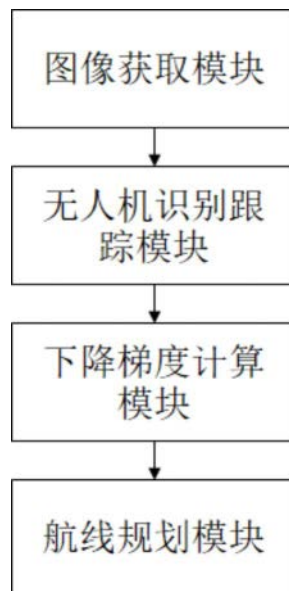 图像获取模块
无人机识别跟
踪模块
下降梯度计算
模块
航线规划模块